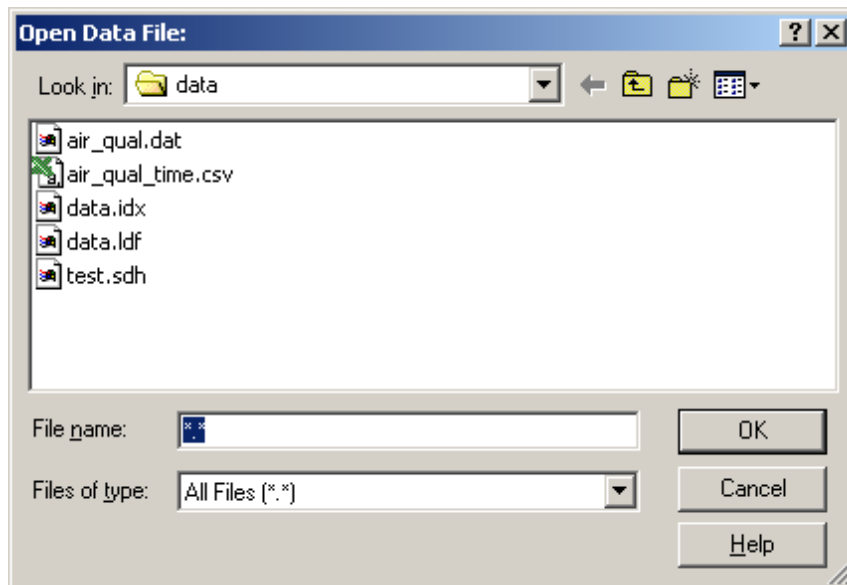 Open Data File:
Look in: data
air_qual.dat
air_qual_time.csv
data.idx
data.ldf
test.sdh
File name: *.*
OK
Files of type: All Files (*.*)
Cancel
Help